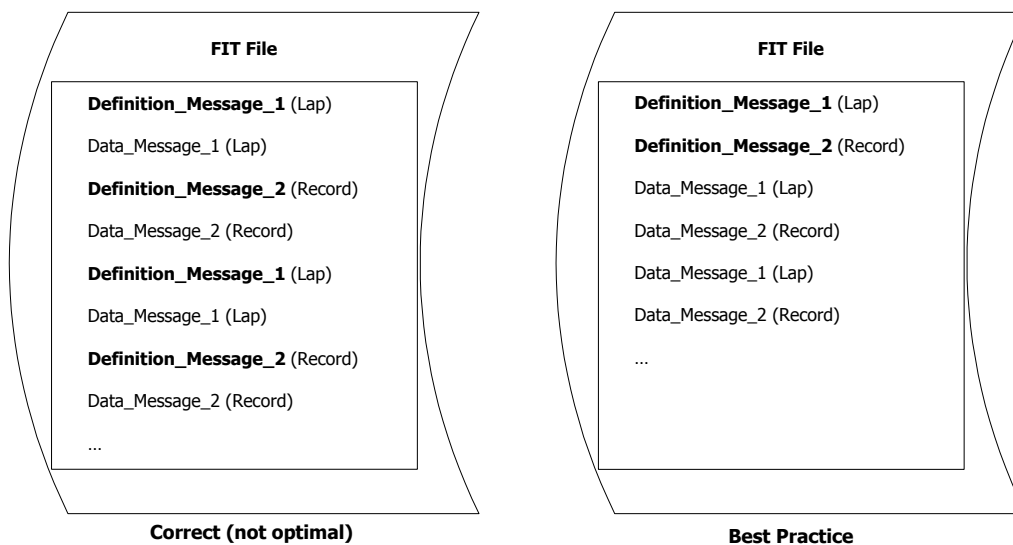 FIT File
Definition_Message_1 (Lap)
Data_Message_1 (Lap)
Definition_Message_2 (Record)
Data_Message_2 (Record)
Definition_Message_1 (Lap)
Data_Message_1 (Lap)
Definition_Message_2 (Record)
Data_Message_2 (Record)
...
Correct (not optimal)
FIT File
Definition_Message_1 (Lap)
Definition_Message_2 (Record)
Data_Message_1 (Lap)
Data_Message_2 (Record)
Data_Message_1 (Lap)
Data_Message_2 (Record)
...
Best Practice